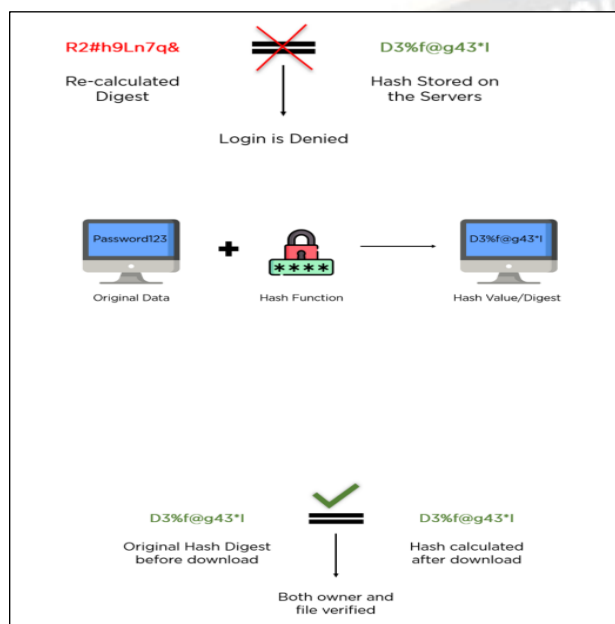 R2#h9Ln7q&
D3%f@g43*I
Re-calculated
Digest
Hash Stored on
the Servers
Login is Denied
Password123
D3%f@g43*I
****
Original Data
Hash Function
Hash Value/Digest
D3%f@g43*I
D3%f@g43*I
Original Hash Digest
before download
Hash calculated
after download
Both owner and
file verified